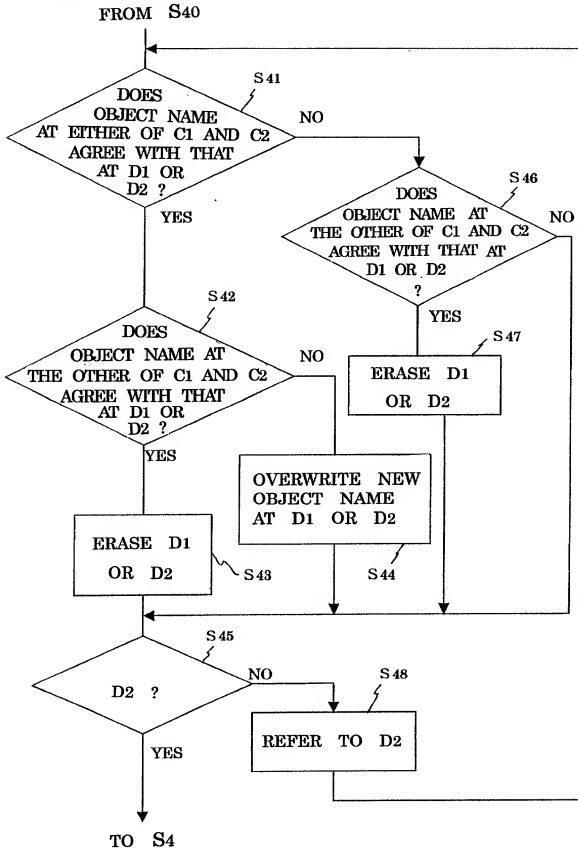 FROM S40
S41
DOES
OBJECT NAME
AT EITHER OF C1 AND C2
AGREE WITH THAT
AT D1 OR
D2 ?
NO
YES
S46
DOES
OBJECT NAME AT
THE OTHER OF C1 AND C2
AGREE WITH THAT AT
D1 OR D2
?
NO
YES
S42
DOES
OBJECT NAME AT
THE OTHER OF C1 AND C2
AGREE WITH THAT
AT D1 OR
D2 ?
NO
YES
S47
ERASE D1
OR D2
OVERWRITE NEW
OBJECT NAME
AT D1 OR D2
S44
ERASE D1
OR D2
S43
S45
D2 ?
NO
YES
S48
REFER TO D2
TO S4